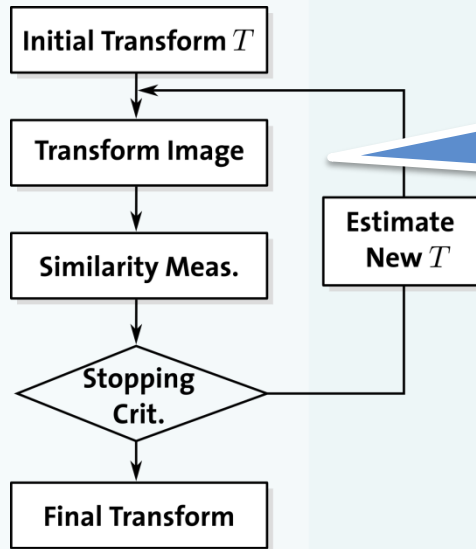 Initial Transform T
Transform Image
Similarity Meas.
Estimate
New T
Stopping
Crit.
Final Transform